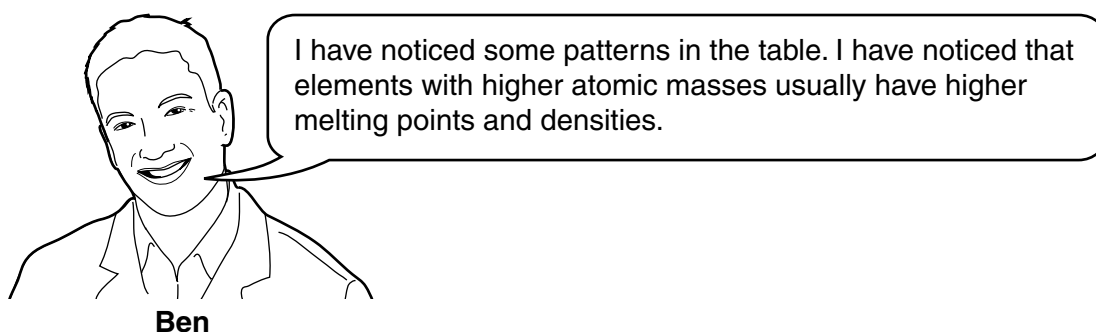 I have noticed some patterns in the table. I have noticed that
elements with higher atomic masses usually have higher
melting points and densities.
Ben